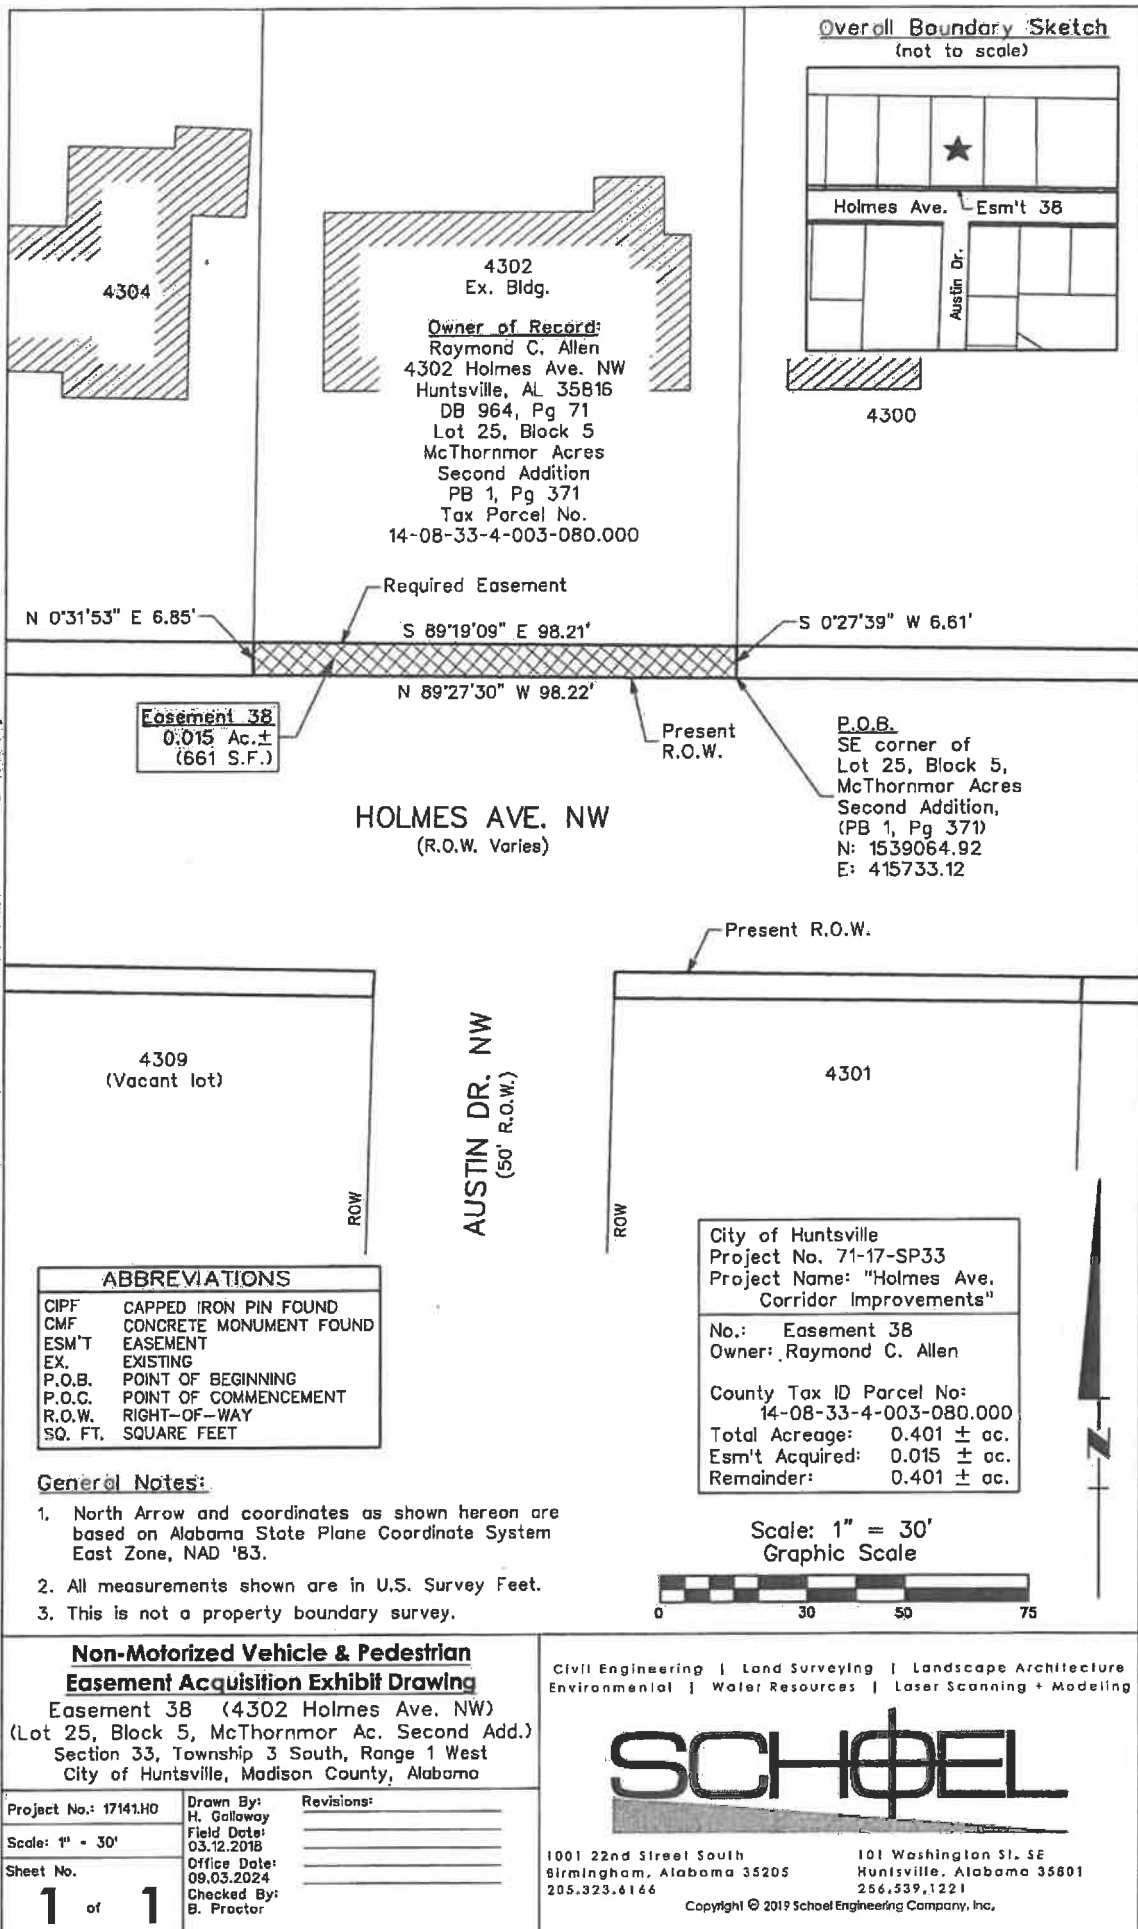 Overall Boundary Sketch
(not to scale)
Holmes Ave.
Esm't 38
Austin Dr.
4304
4302
Ex. Bldg.
Owner of Record:
Raymond C. Allen
4302 Holmes Ave. NW
Huntsville, AL 35816
DB 964, Pg 71
Lot 25, Block 5
McThornmor Acres
Second Addition
PB 1, Pg 371
Tax Parcel No.
14-08-33-4-003-080.000
4300
Required Easement
N 0°31'53" E 6.85'
S 89°19'09" E 98.21'
S 0°27'39" W 6.61'
N 89°27'30" W 98.22'
Easement 38
0.015 Ac.±
(661 S.F.)
Present
R.O.W.
P.O.B.
SE corner of
Lot 25, Block 5,
McThornmor Acres
Second Addition,
(PB 1, Pg 371)
N: 1539064.92
E: 415733.12
HOLMES AVE. NW
(R.O.W. Varies)
Present R.O.W.
4309
(Vacant lot)
AUSTIN DR. NW
(50' R.O.W.)
4301
ROW
ROW
ABBREVIATIONS
CIPF CAPPED IRON PIN FOUND
CMF CONCRETE MONUMENT FOUND
ESM'T EASEMENT
EX. EXISTING
P.O.B. POINT OF BEGINNING
P.O.C. POINT OF COMMENCEMENT
R.O.W. RIGHT-OF-WAY
SQ. FT. SQUARE FEET
City of Huntsville
Project No. 71-17-SP33
Project Name: "Holmes Ave.
Corridor Improvements"
No.: Easement 38
Owner: Raymond C. Allen
County Tax ID Parcel No:
14-08-33-4-003-080.000
Total Acreage: 0.401 ± ac.
Esm't Acquired: 0.015 ± ac.
Remainder: 0.401 ± ac.
N
General Notes:
1. North Arrow and coordinates as shown hereon are
based on Alabama State Plane Coordinate System
East Zone, NAD '83.
2. All measurements shown are in U.S. Survey Feet.
3. This is not a property boundary survey.
Scale: 1" = 30'
Graphic Scale
0 30 50 75
Non-Motorized Vehicle & Pedestrian
Easement Acquisition Exhibit Drawing
Easement 38 (4302 Holmes Ave. NW)
(Lot 25, Block 5, McThornmor Ac. Second Add.)
Section 33, Township 3 South, Range 1 West
City of Huntsville, Madison County, Alabama
Project No.: 17141.H0
Scale: 1" = 30'
Sheet No.
1 of 1
Drawn By:
H. Galloway
Field Date:
03.12.2018
Office Date:
09.03.2024
Checked By:
B. Proctor
Revisions:
Civil Engineering | Land Surveying | Landscape Architecture
Environmental | Water Resources | Laser Scanning + Modeling
SCHOEL
1001 22nd Street South
Birmingham, Alabama 35205
205.323.6166
101 Washington St. SE
Huntsville, Alabama 35801
256.539.1221
Copyright © 2019 Schoel Engineering Company, Inc.